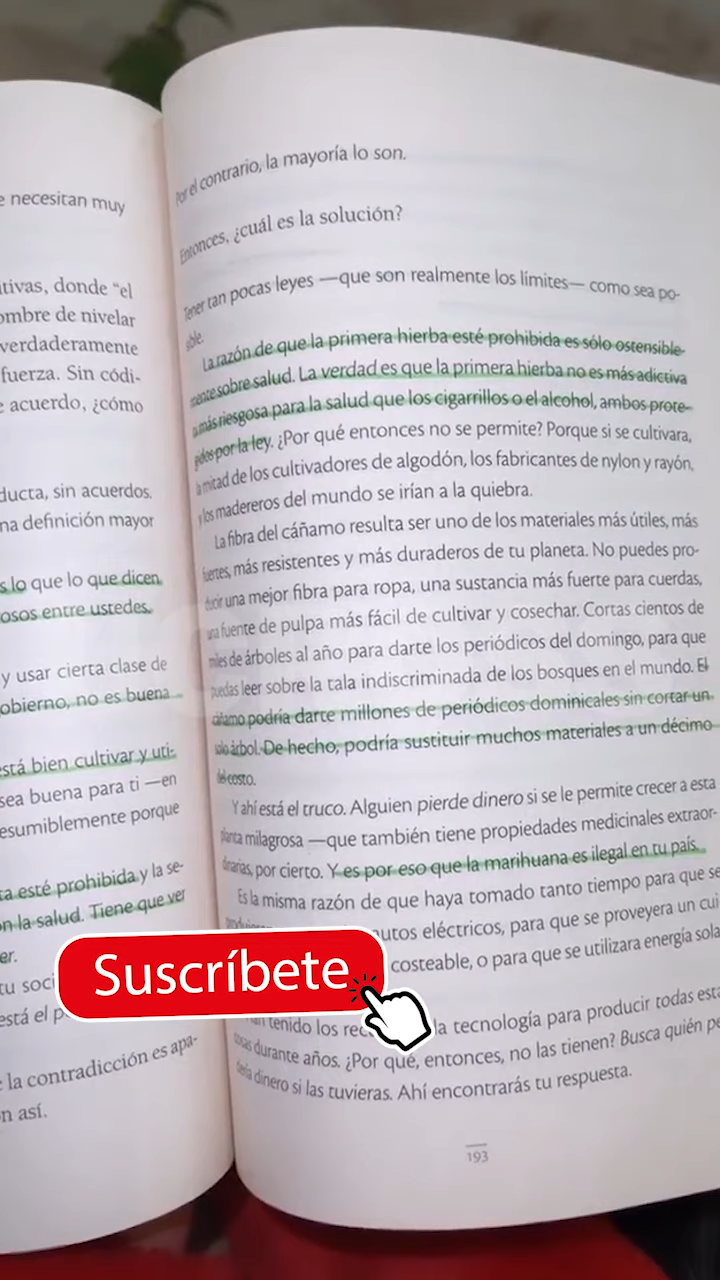 e necesitan muy
itivas, donde “el
ombre de nivelar
verdaderamente
fuerza. Sin códi-
e acuerdo, ¿cómo
ducta, sin acuerdos.
na definición mayor
s lo que lo que dicen
osos entre ustedes.
y usar cierta clase de
obierno, no es buena
está bien cultivar y uti-
sea buena para ti —en
esumiblemente porque
ta esté prohibida y la se-
on la salud. Tiene que ver
er.
tu soci
está el p
e la contradicción es apa-
n así.
Por el contrario, la mayoría lo son.
Entonces, ¿cuál es la solución?
Tener tan pocas leyes —que son realmente los límites— como sea po-
sible.
La razón de que la primera hierba esté prohibida es sólo ostensible-
mente sobre salud. La verdad es que la primera hierba no es más adictiva
y más riesgosa para la salud que los cigarrillos o el alcohol, ambos prote-
gidos por la ley. ¿Por qué entonces no se permite? Porque si se cultivara,
la mitad de los cultivadores de algodón, los fabricantes de nylon y rayón,
y los madereros del mundo se irían a la quiebra.
La fibra del cáñamo resulta ser uno de los materiales más útiles, más
fuertes, más resistentes y más duraderos de tu planeta. No puedes pro-
ducir una mejor fibra para ropa, una sustancia más fuerte para cuerdas,
una fuente de pulpa más fácil de cultivar y cosechar. Cortas cientos de
miles de árboles al año para darte los periódicos del domingo, para que
puedas leer sobre la tala indiscriminada de los bosques en el mundo. El
cáñamo podría darte millones de periódicos dominicales sin cortar un
solo árbol. De hecho, podría sustituir muchos materiales a un décimo
del costo.
Y ahí está el truco. Alguien pierde dinero si se le permite crecer a esta
planta milagrosa —que también tiene propiedades medicinales extraor-
dinarias, por cierto. Y es por eso que la marihuana es ilegal en tu país.
Es la misma razón de que haya tomado tanto tiempo para que se
utos eléctricos, para que se proveyera un cui
costeable, o para que se utilizara energía sola
tenido los rec la tecnología para producir todas esta
cosas durante años. ¿Por qué, entonces, no las tienen? Busca quién pe
dería dinero si las tuvieras. Ahí encontrarás tu respuesta.
193
Suscríbete